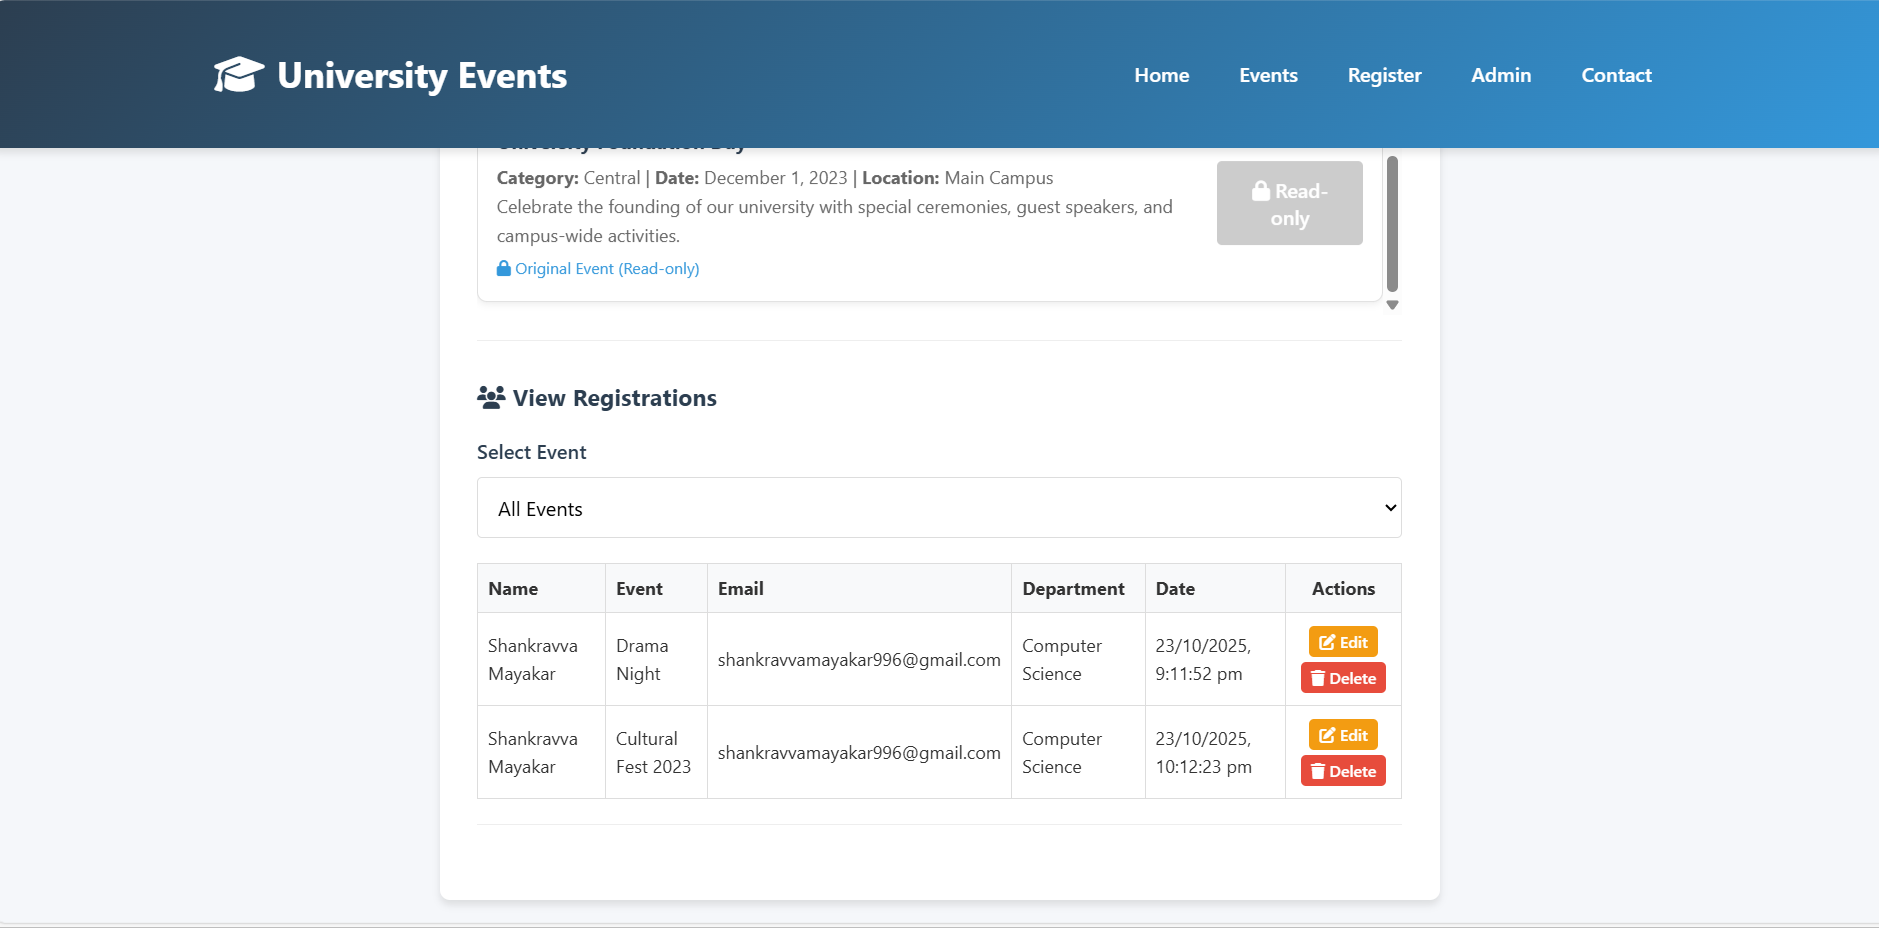 University Events
Home Events Register Admin Contact
University Foundation Day
Category: Central | Date: December 1, 2023 | Location: Main Campus
Celebrate the founding of our university with special ceremonies, guest speakers, and
campus-wide activities.
Original Event (Read-only)
Read-
only
View Registrations
Select Event
All Events
Name Event Email Department Date Actions
Shankravva
Mayakar
Drama
Night
shankravvamayakar996@gmail.com
Computer
Science
23/10/2025,
9:11:52 pm
Edit
Delete
Shankravva
Mayakar
Cultural
Fest 2023
shankravvamayakar996@gmail.com
Computer
Science
23/10/2025,
10:12:23 pm
Edit
Delete